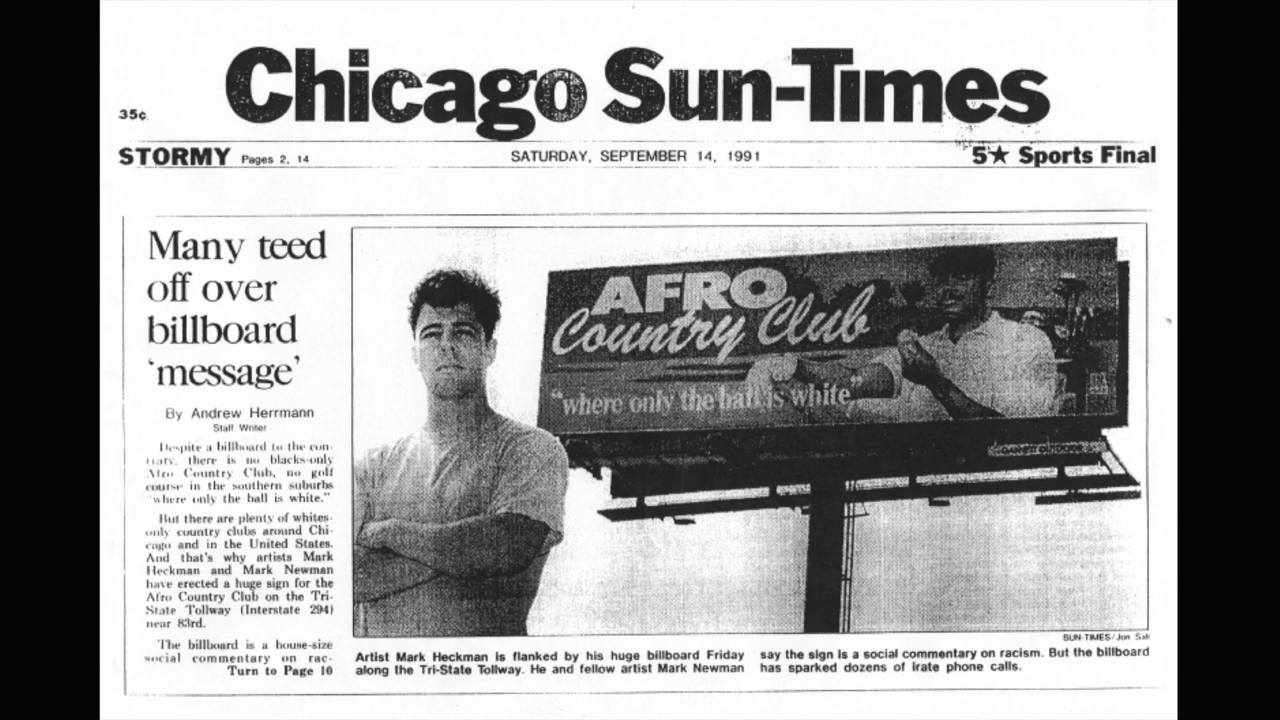 Chicago Sun-Times
35¢
STORMY Pages 2, 14
SATURDAY, SEPTEMBER 14, 1991
5★ Sports Final
Many teed
off over
billboard
‘message’
By Andrew Herrmann
Staff Writer
Despite a billboard to the con-
trary, there is no blacks-only
Afro Country Club, no golf
course in the southern suburbs
"where only the ball is white."
But there are plenty of whites-
only country clubs around Chi-
cago and in the United States.
And that's why artists Mark
Heckman and Mark Newman
have erected a huge sign for the
Afro Country Club on the Tri-
State Tollway (Interstate 294)
near 83rd.
The billboard is a house-size
social commentary on rac-
Turn to Page 10
AFRO
Country Club
"where only the ball is white"
SUN-TIMES/Jon Sall
Artist Mark Heckman is flanked by his huge billboard Friday
along the Tri-State Tollway. He and fellow artist Mark Newman
say the sign is a social commentary on racism. But the billboard
has sparked dozens of irate phone calls.